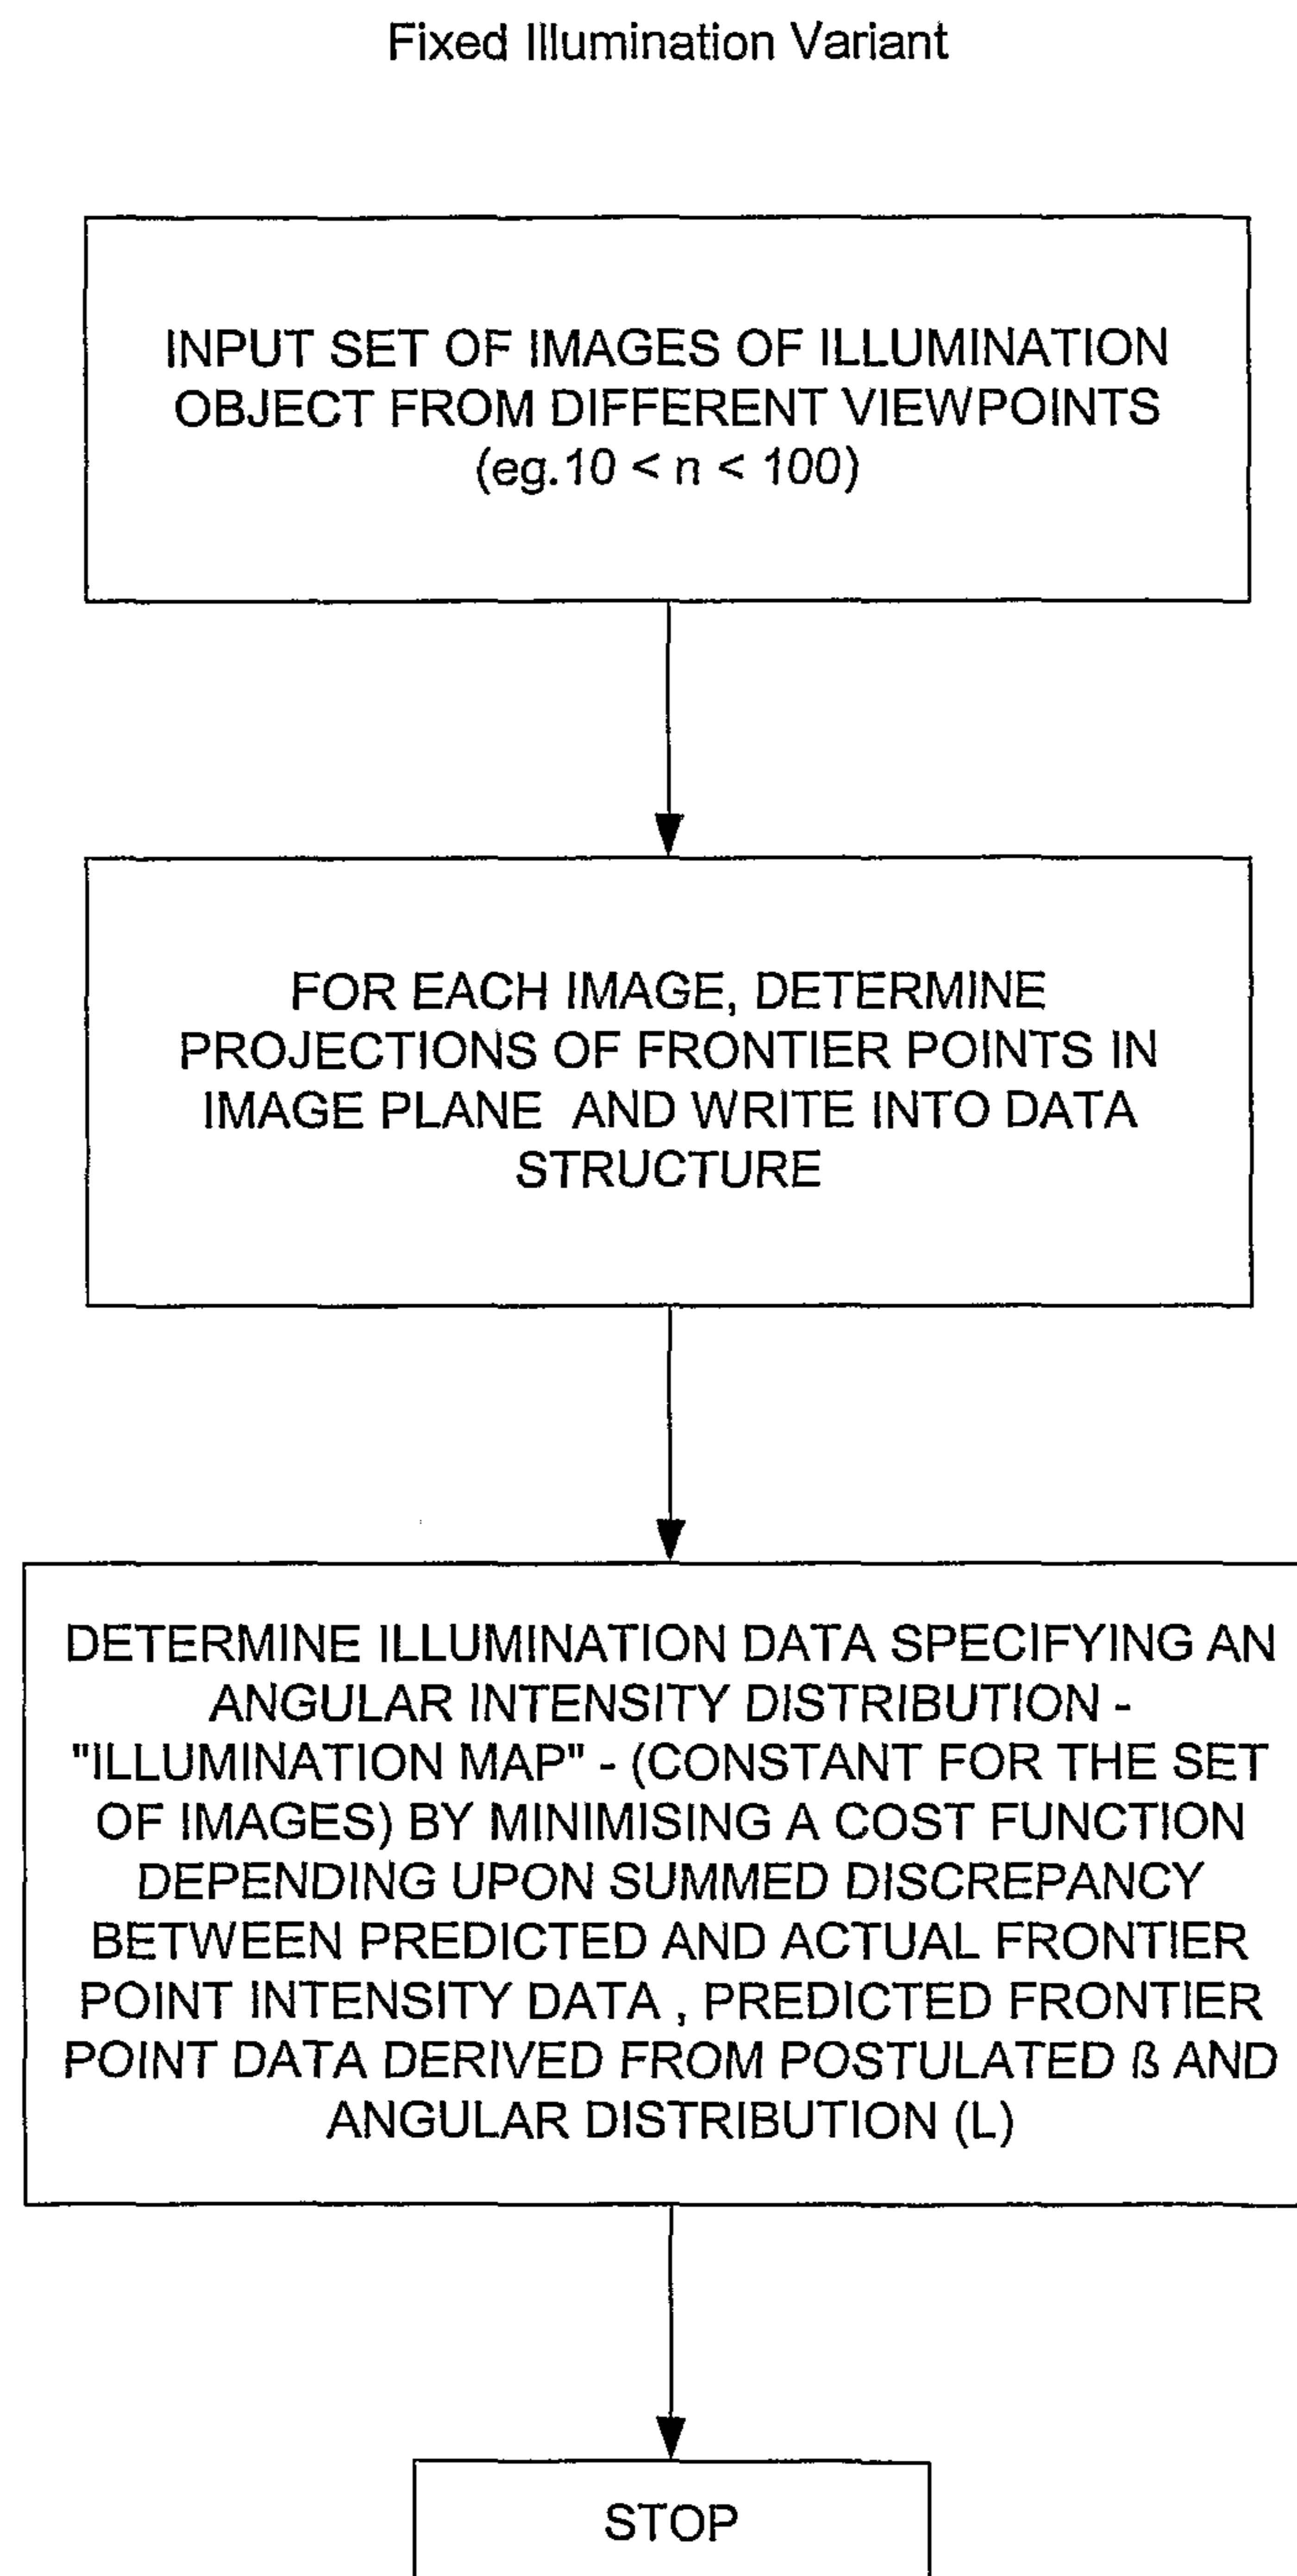 Fixed Illumination Variant
INPUT SET OF IMAGES OF ILLUMINATION
OBJECT FROM DIFFERENT VIEWPOINTS
(eg.10 < n < 100)
FOR EACH IMAGE, DETERMINE
PROJECTIONS OF FRONTIER POINTS IN
IMAGE PLANE AND WRITE INTO DATA
STRUCTURE
DETERMINE ILLUMINATION DATA SPECIFYING AN
ANGULAR INTENSITY DISTRIBUTION -
"ILLUMINATION MAP" - (CONSTANT FOR THE SET
OF IMAGES) BY MINIMISING A COST FUNCTION
DEPENDING UPON SUMMED DISCREPANCY
BETWEEN PREDICTED AND ACTUAL FRONTIER
POINT INTENSITY DATA , PREDICTED FRONTIER
POINT DATA DERIVED FROM POSTULATED ß AND
ANGULAR DISTRIBUTION (L)
STOP